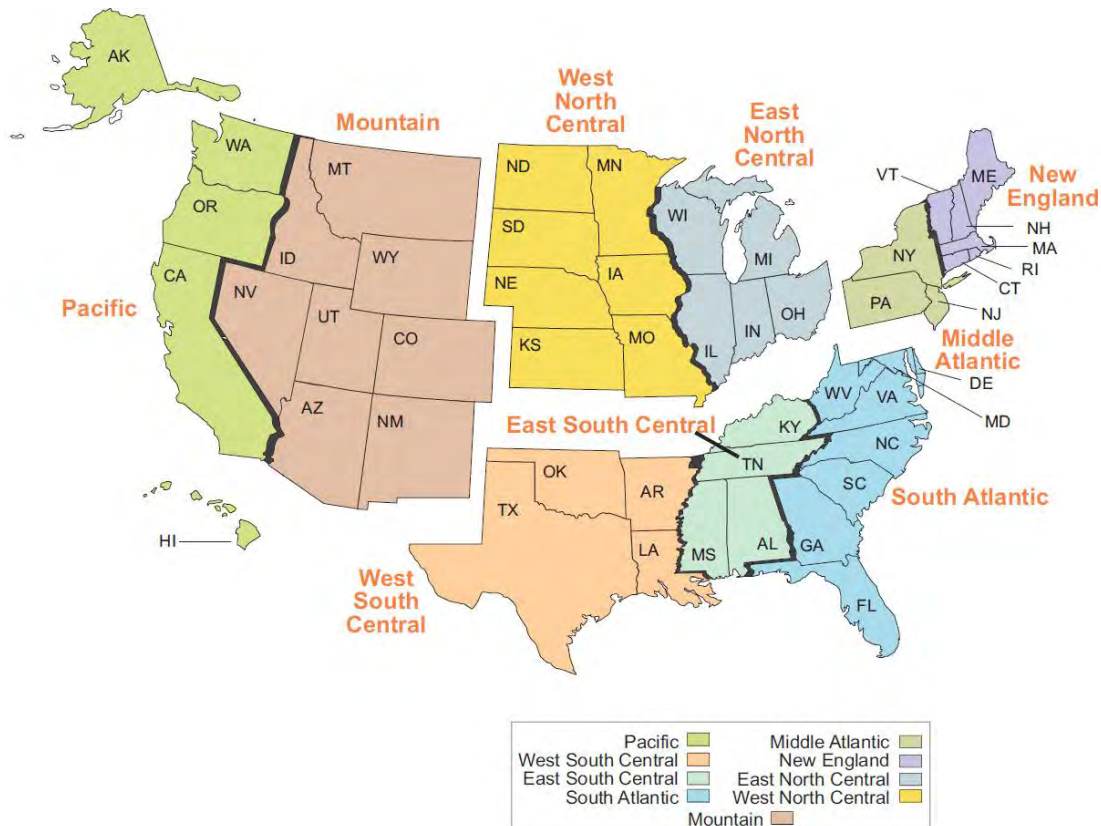 AK
West
North
Central
East
North
Central
Mountain
WA
MT
ND
MN
VT
ME
New
England
OR
SD
WI
MI
NH
MA
NY
RI
CT
ID
WY
CA
NV
NE
IA
PA
NJ
Pacific
UT
CO
KS
MO
IL
IN
OH
Middle
Atlantic
DE
WV
VA
MD
AZ
NM
East South Central
KY
NC
TN
OK
AR
SC
South Atlantic
TX
HI
LA
MS
AL
GA
West
South
Central
FL
Pacific
West South Central
East South Central
South Atlantic
Middle Atlantic
New England
East North Central
West North Central
Mountain